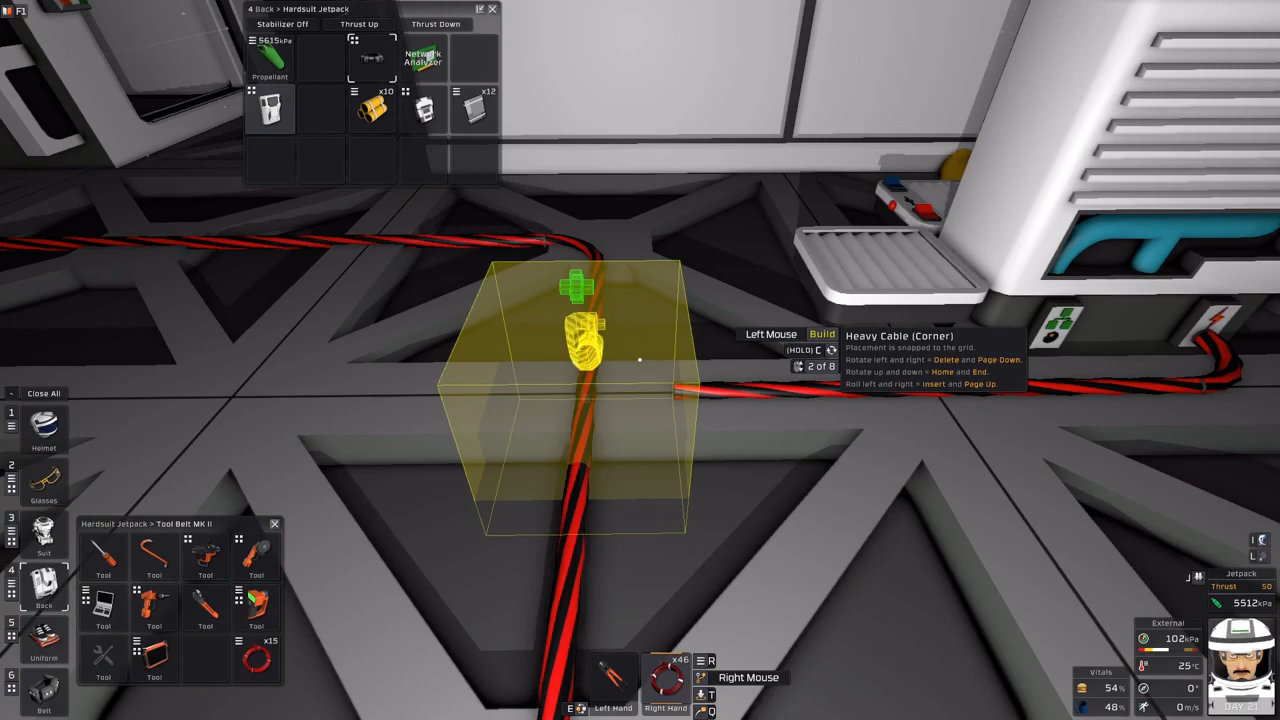 F1
4 Back > Hardsuit Jetpack
Stabilizer Off
Thrust Up
Thrust Down
5615kPa
Propellant
Network
Analyzer
x10
x12
Left Mouse
Build
(HOLD) C
2 of 8
Heavy Cable (Corner)
Placement is snapped to the grid.
Rotate left and right = Delete and Page Down.
Rotate up and down = Home and End.
Roll left and right = Insert and Page Up.
- Close All
1
Helmet
2
Glasses
3
Suit
4
Back
5
Uniform
6
Belt
Hardsuit Jetpack > Tool Belt MK II
Tool
Tool
Tool
Tool
Tool
Tool
Tool
Tool
Tool
Tool
x15
Tool
E
Left Hand
x46
Right Hand
R
Right Mouse
T
Q
I
L
J
Jetpack
Thrust 50
5512kPa
External
102kPa
25°C
0°
0m/s
Vitals
54%
48%
DAY 21